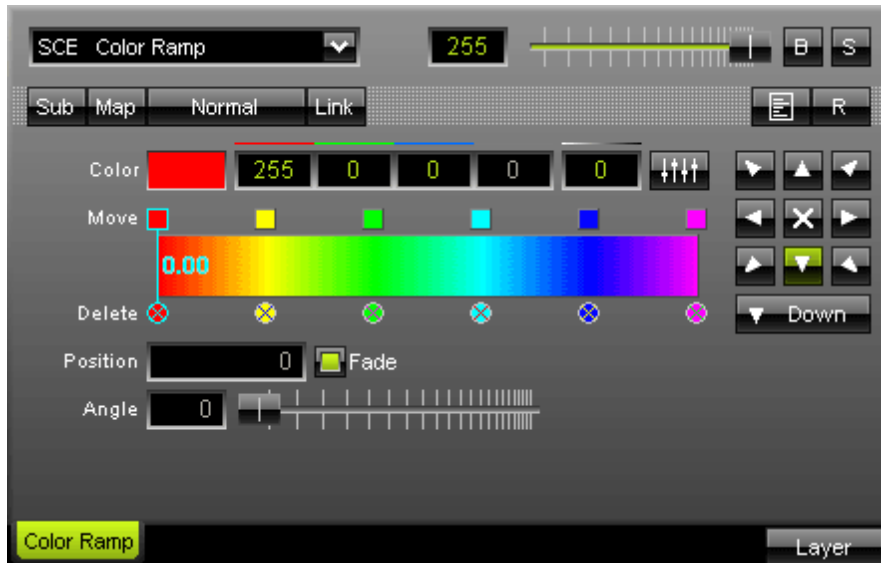 SCE Color Ramp 255 B S
Sub Map Normal Link R
Color 255 0 0 0 0
Move
0.00
Delete Down
Position 0 Fade
Angle 0
Color Ramp Layer